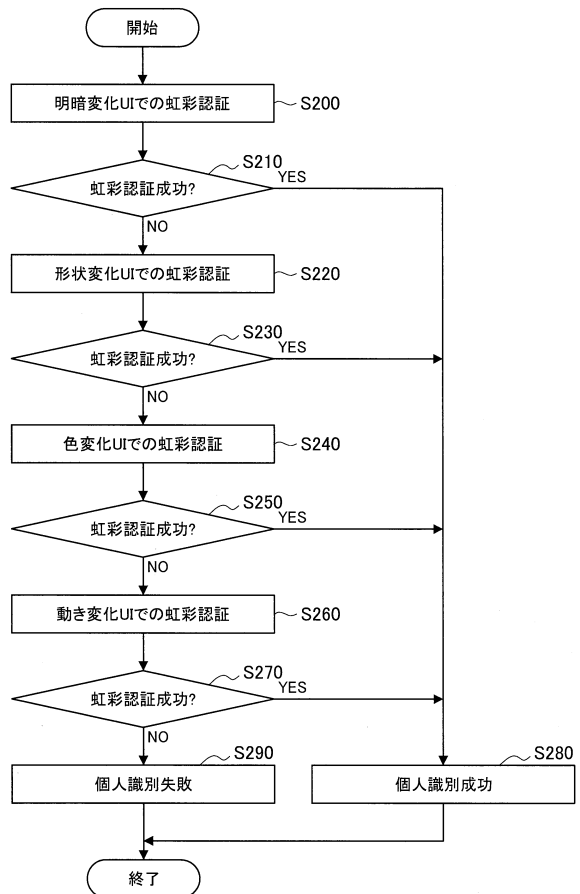 開始
明暗変化UIでの虹彩認証
S200
S210
虹彩認証成功?
YES
NO
形状変化UIでの虹彩認証
S220
S230
虹彩認証成功?
YES
NO
色変化UIでの虹彩認証
S240
S250
虹彩認証成功?
YES
NO
動き変化UIでの虹彩認証
S260
S270
虹彩認証成功?
YES
NO
S290
個人識別失敗
S280
個人識別成功
終了